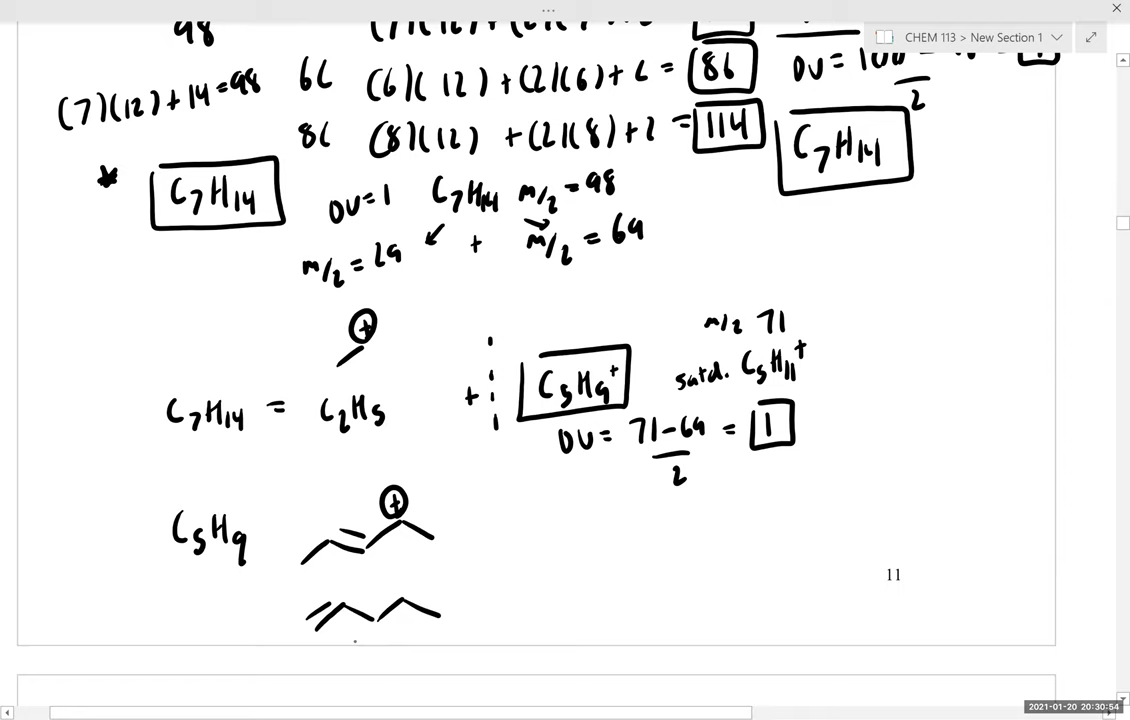 98
CHEM 113 > New Section 1
(7)(12)+14=98
6C (6)(12)+(2)(6)+2 = 86
2
8C (8)(12) +(2)(8)+2 = 114
C7H14
* C7H14
DU=1 C7H14 m/z=98
m/z=29 + m/z=69
+
m/z 71
satd. C5H11+
C7H14 = C2H5 + C5H9+
DU= 71-69 = 1
2
+
C5H9
11
2021-01-20 20:30:54